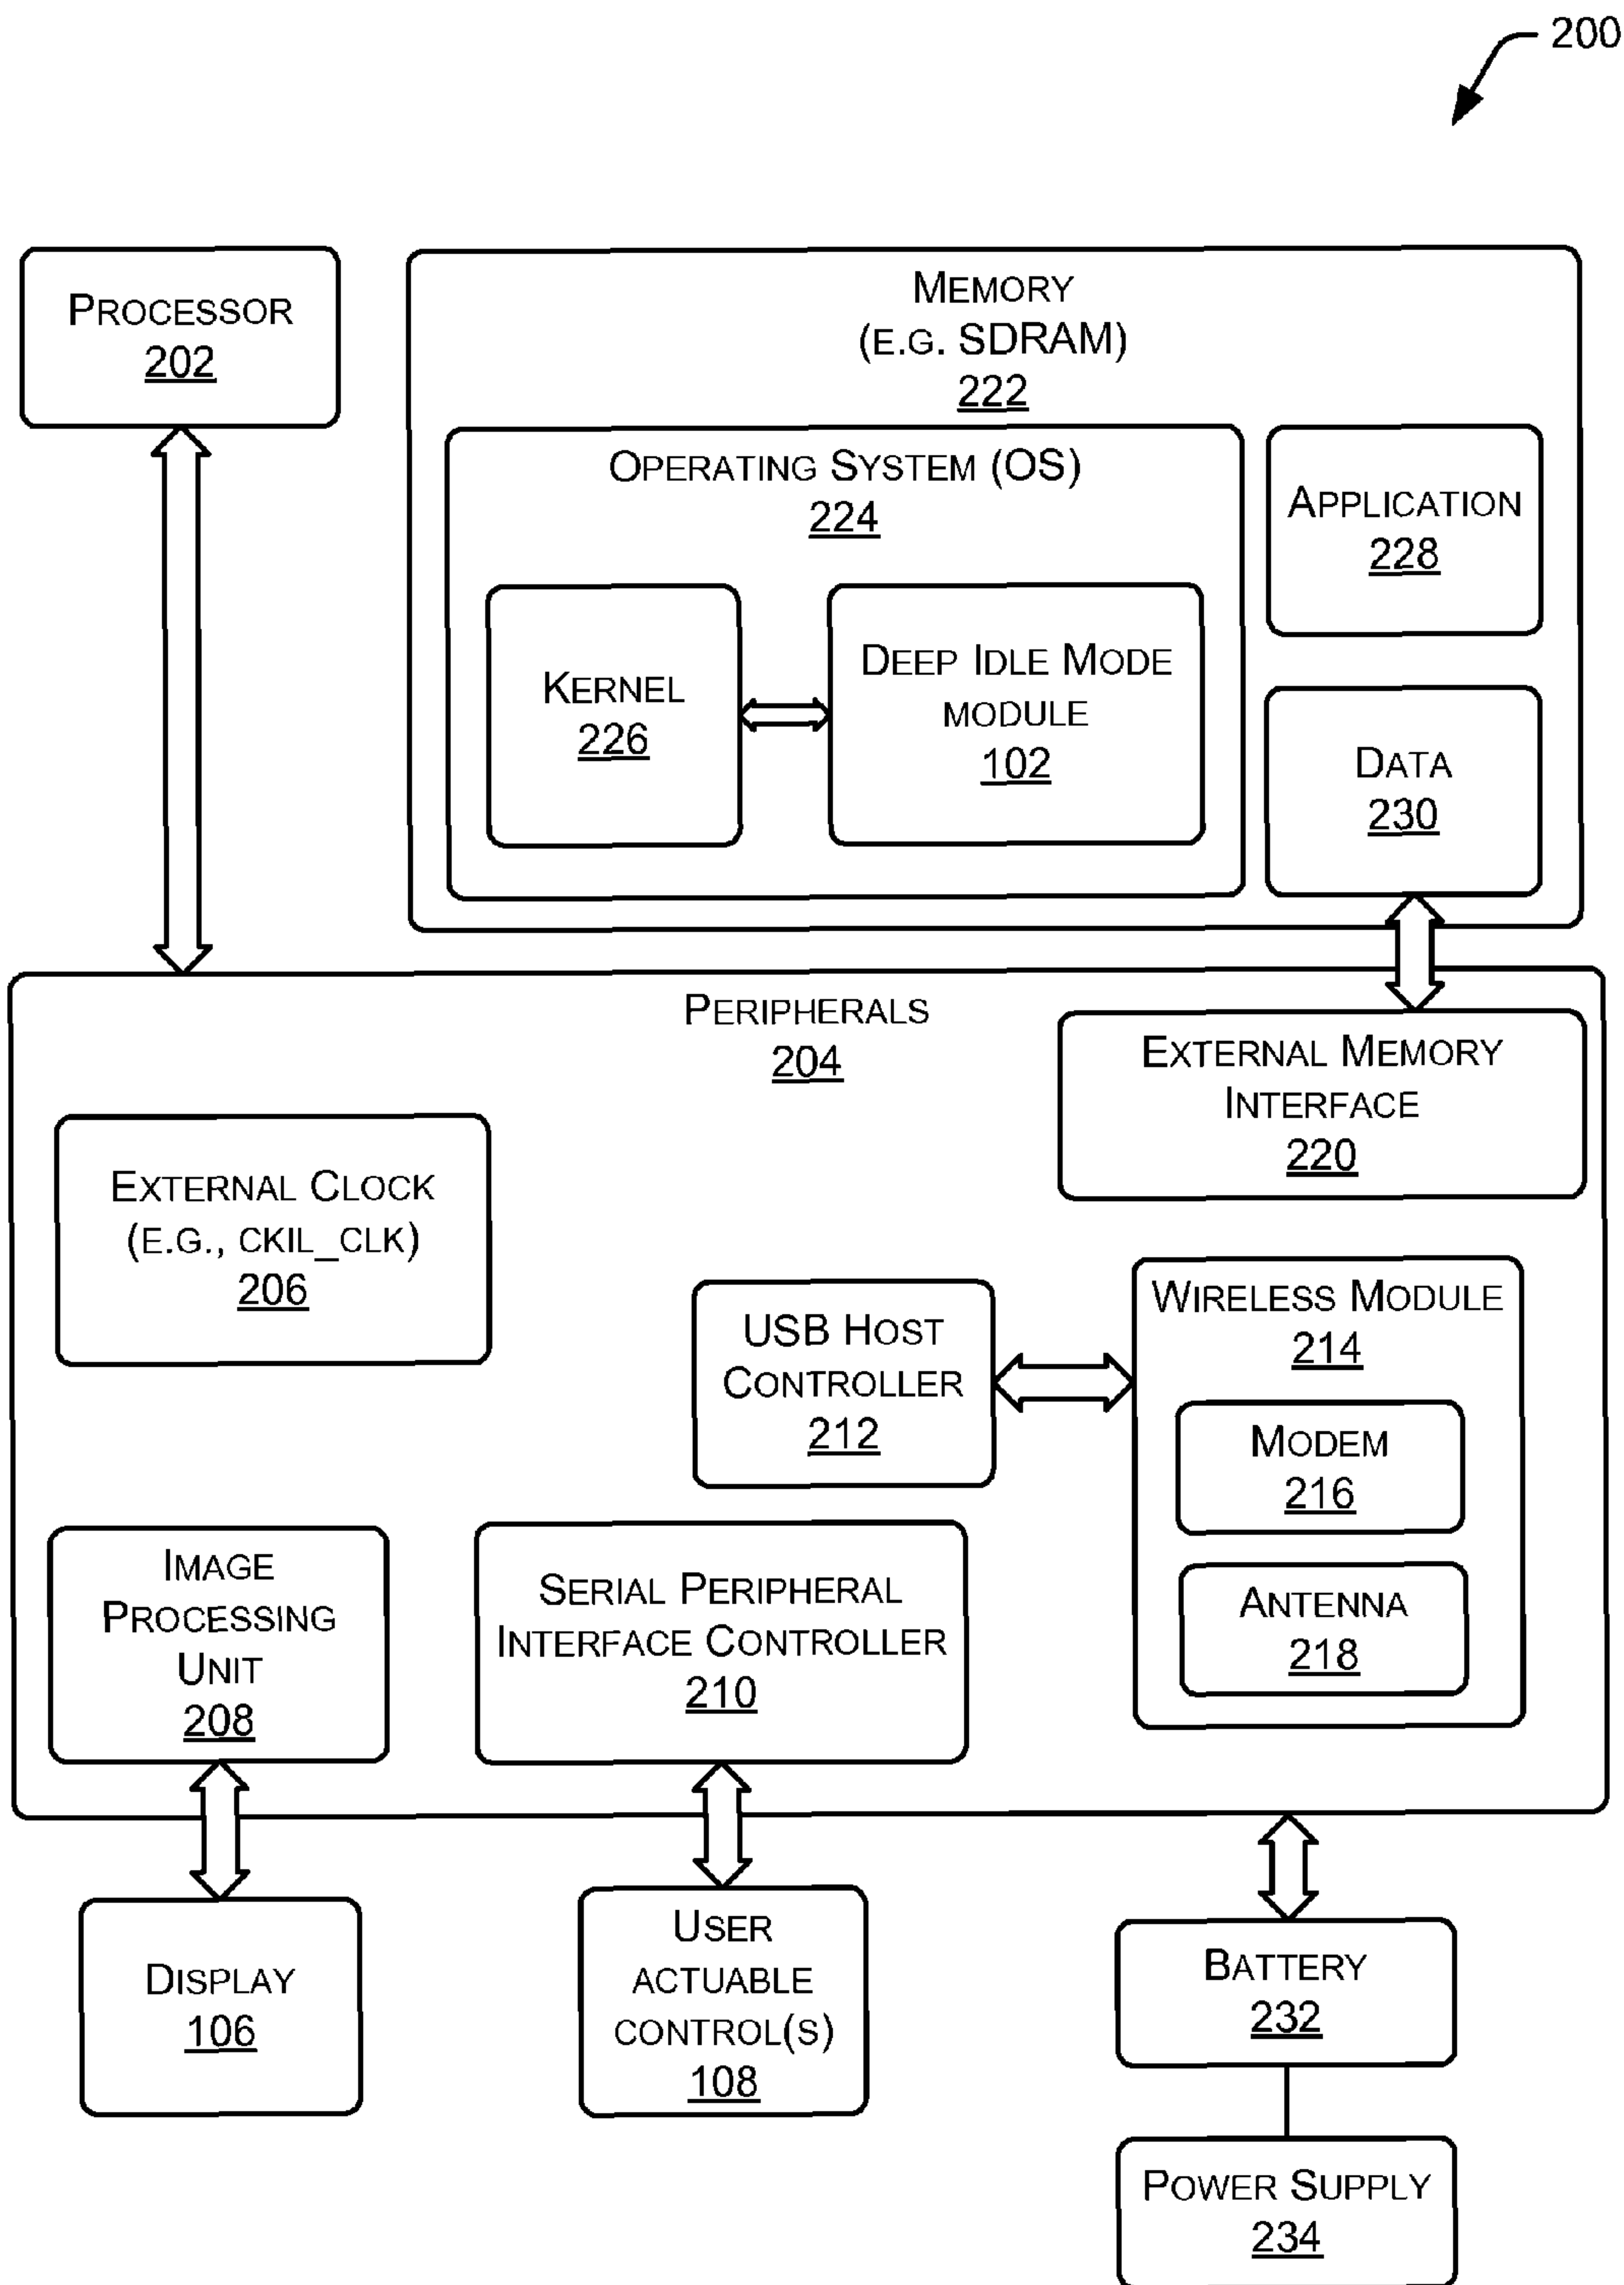 200
PROCESSOR
202
MEMORY
(E.G. SDRAM)
222
OPERATING SYSTEM (OS)
224
KERNEL
226
DEEP IDLE MODE
MODULE
102
APPLICATION
228
DATA
230
PERIPHERALS
204
EXTERNAL MEMORY
INTERFACE
220
EXTERNAL CLOCK
(E.G., CKIL_CLK)
206
USB HOST
CONTROLLER
212
WIRELESS MODULE
214
MODEM
216
ANTENNA
218
IMAGE
PROCESSING
UNIT
208
SERIAL PERIPHERAL
INTERFACE CONTROLLER
210
DISPLAY
106
USER
ACTUABLE
CONTROL(S)
108
BATTERY
232
POWER SUPPLY
234